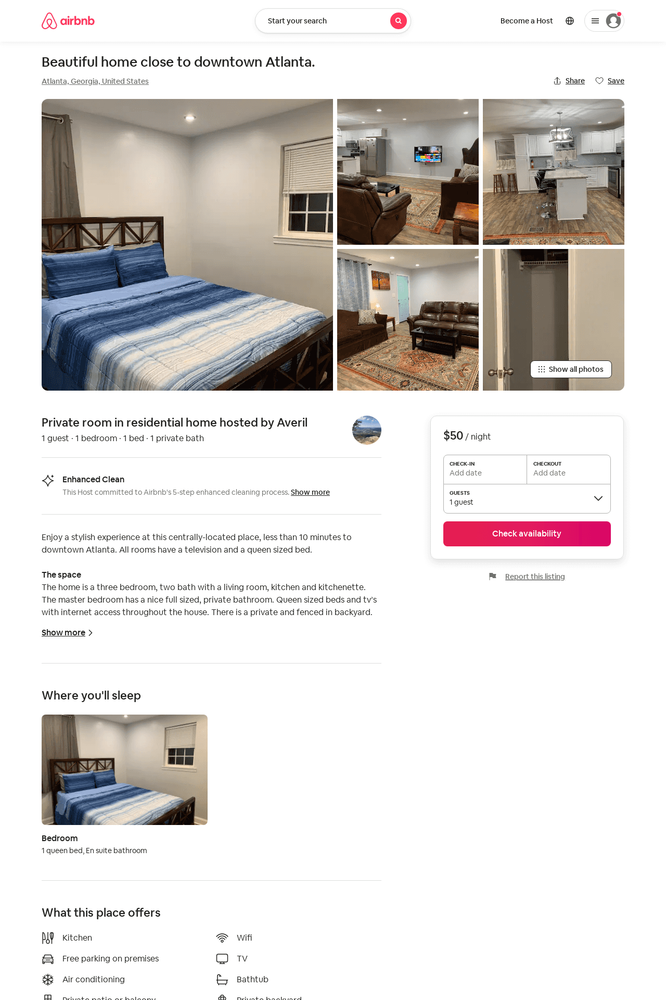 airbnb
Start your search
Become a Host
Beautiful home close to downtown Atlanta.
Atlanta, Georgia, United States
Share
Save
Show all photos
Private room in residential home hosted by Averil
1 guest · 1 bedroom · 1 bed · 1 private bath
$50 / night
CHECK-IN
Add date
CHECKOUT
Add date
GUESTS
1 guest
Check availability
Report this listing
Enhanced Clean
This Host committed to Airbnb's 5-step enhanced cleaning process. Show more
Enjoy a stylish experience at this centrally-located place, less than 10 minutes to
downtown Atlanta. All rooms have a television and a queen sized bed.
The space
The home is a three bedroom, two bath with a living room, kitchen and kitchenette.
The master bedroom has a nice full sized, private bathroom. Queen sized beds and tv’s
with internet access throughout the house. There is a private and fenced in backyard.
Show more
Where you'll sleep
Bedroom
1 queen bed, En suite bathroom
What this place offers
Kitchen
Wifi
Free parking on premises
TV
Air conditioning
Bathtub
Private patio or balcony
Private backyard